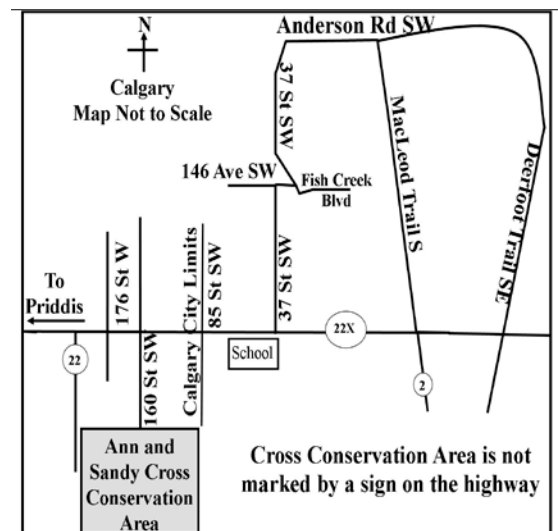 Anderson Rd SW
N
Calgary
Map Not to Scale
37 St SW
MacLeod Trail S
Deerfoot Trail SE
146 Ave SW
Fish Creek
Blvd
To
Priddis
176 St W
160 St SW
Calgary City Limits
85 St SW
37 St SW
22X
22
School
2
Ann and
Sandy Cross
Conservation
Area
Cross Conservation Area is not
marked by a sign on the highway